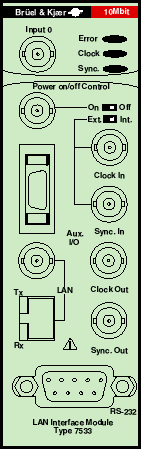 Brüel & Kjær 10Mbit
Input 0
Error
Clock
Sync.
Power on/off Control
On Off
Ext. Int.
Clock In
Aux.
I/O
Sync. In
LAN
Clock Out
Tx
Rx
Sync. Out
RS-232
LAN Interface Module
Type 7533